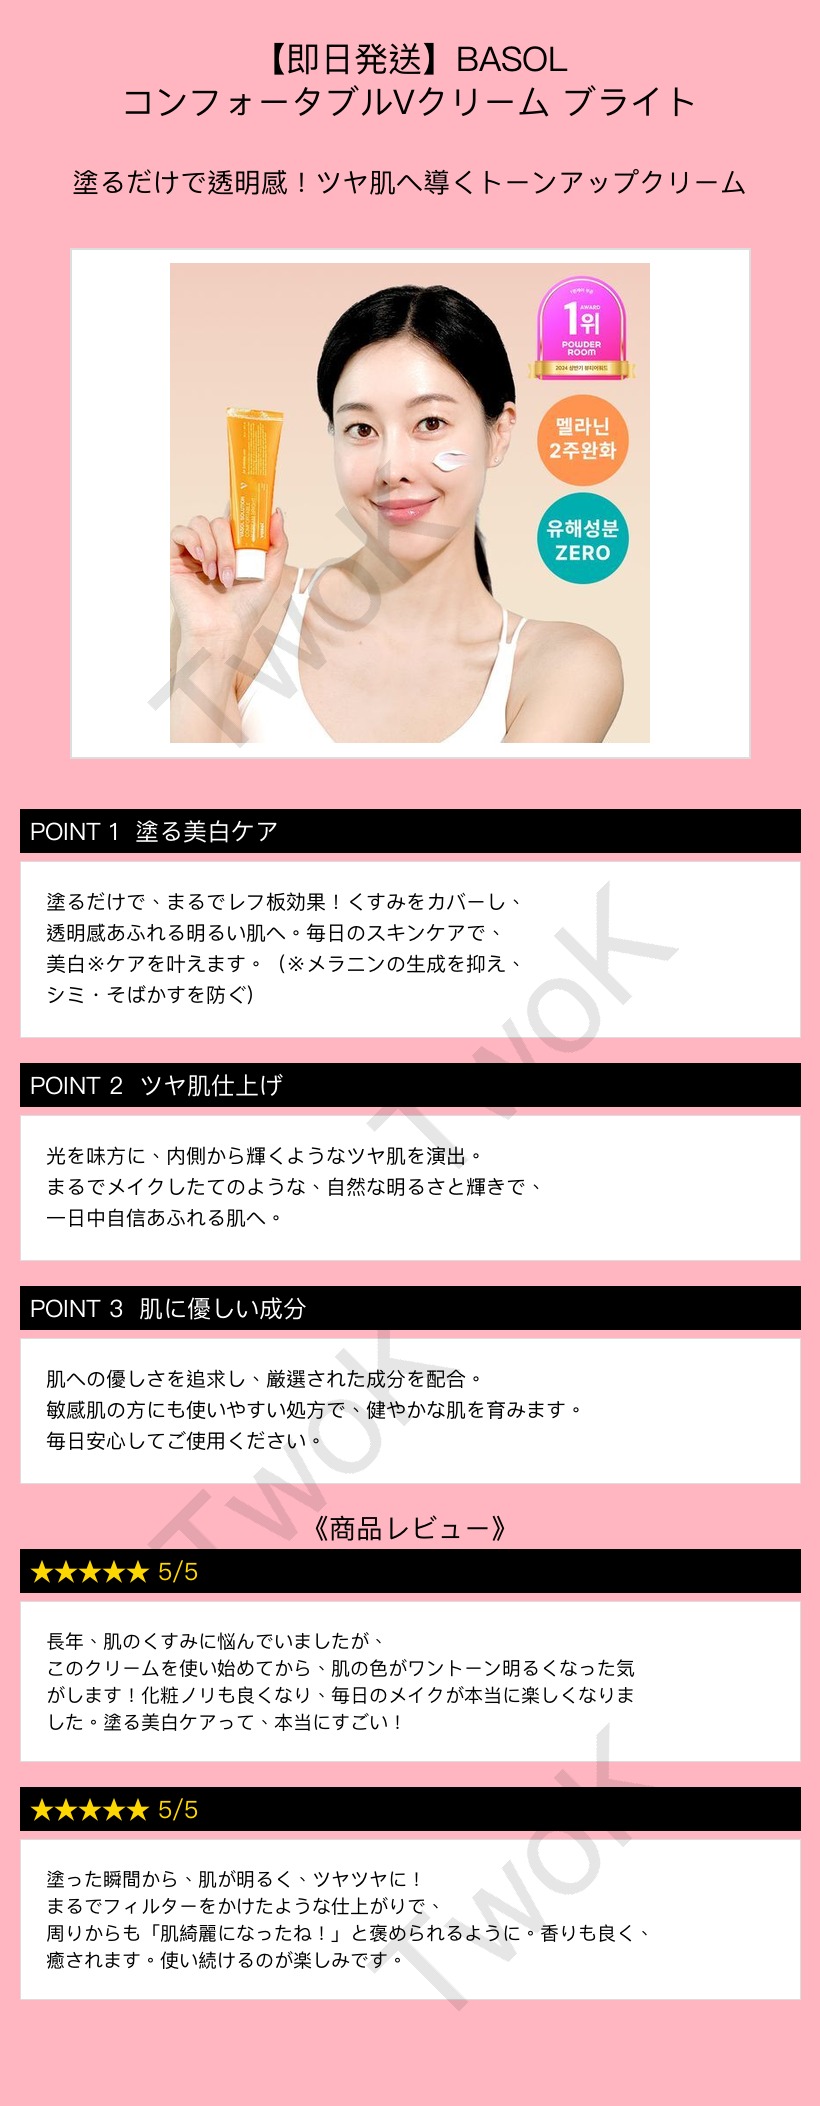 【即日発送】BASOL
コンフォータブルVクリーム ブライト
塗るだけで透明感！ツヤ肌へ導くトーンアップクリーム
AWARD
1위
POWDER
ROOM
2024 상반기 뷰티어워드
멜라닌
2주완화
유해성분
ZERO
TwoK
POINT 1 塗る美白ケア
塗るだけで、まるでレフ板効果！くすみをカバーし、
透明感あふれる明るい肌へ。毎日のスキンケアで、
美白※ケアを叶えます。（※メラニンの生成を抑え、
シミ・そばかすを防ぐ）
TwoK
POINT 2 ツヤ肌仕上げ
光を味方に、内側から輝くようなツヤ肌を演出。
まるでメイクしたてのような、自然な明るさと輝きで、
一日中自信あふれる肌へ。
POINT 3 肌に優しい成分
肌への優しさを追求し、厳選された成分を配合。
敏感肌の方にも使いやすい処方で、健やかな肌を育みます。
毎日安心してご使用ください。
TwoK
《商品レビュー》
★★★★★ 5/5
長年、肌のくすみに悩んでいましたが、
このクリームを使い始めてから、肌の色がワントーン明るくなった気
がします！化粧ノリも良くなり、毎日のメイクが本当に楽しくなりま
した。塗る美白ケアって、本当にすごい！
★★★★★ 5/5
塗った瞬間から、肌が明るく、ツヤツヤに！
まるでフィルターをかけたような仕上がりで、
周りからも「肌綺麗になったね！」と褒められるように。香りも良く、
癒されます。使い続けるのが楽しみです。
TwoK